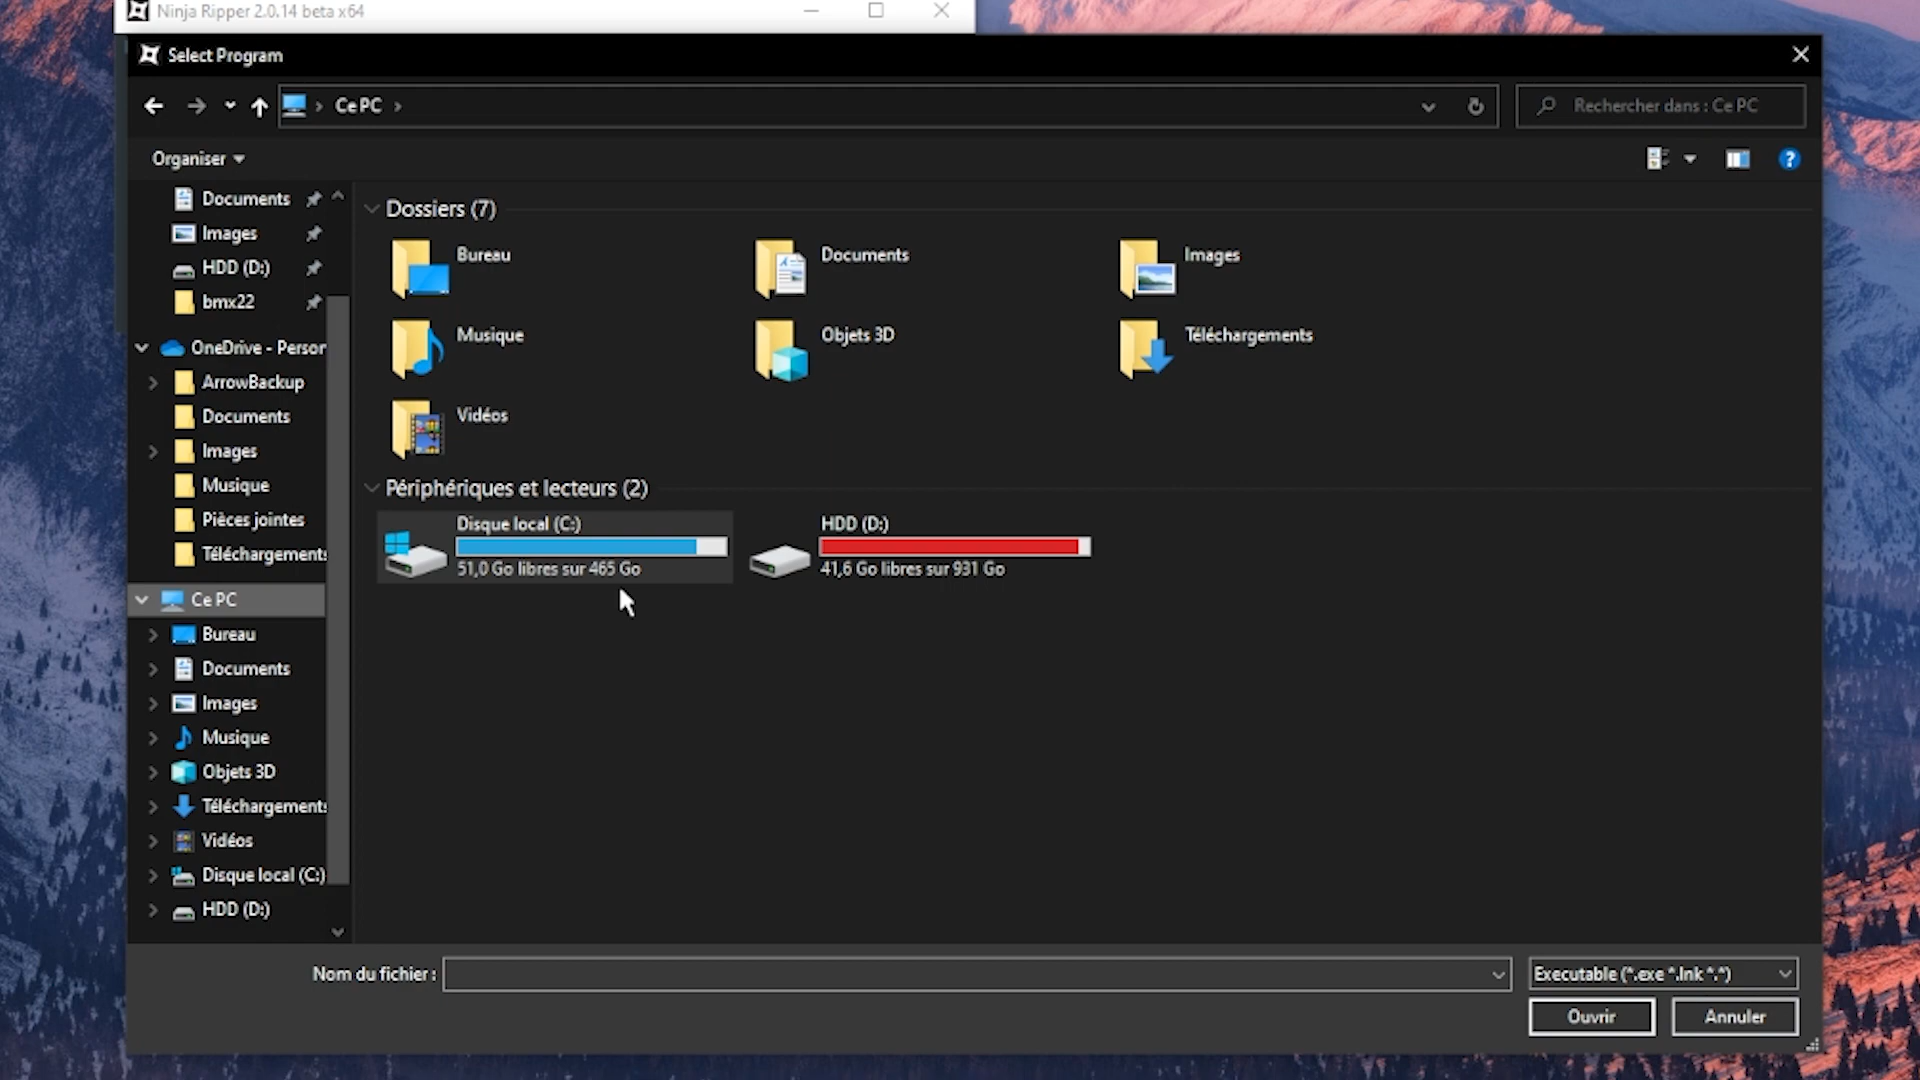 Ninja Ripper 2.0.14 beta x64
Select Program
Ce PC
Rechercher dans : Ce PC
Organiser
Documents
Images
HDD (D:)
bmx22
OneDrive - Person
ArrowBackup
Documents
Images
Musique
Pièces jointes
Téléchargements
Ce PC
Bureau
Documents
Images
Musique
Objets 3D
Téléchargements
Vidéos
Disque local (C:)
HDD (D:)
Dossiers (7)
Bureau
Documents
Images
Musique
Objets 3D
Téléchargements
Vidéos
Périphériques et lecteurs (2)
Disque local (C:)
51,0 Go libres sur 465 Go
HDD (D:)
41,6 Go libres sur 931 Go
Nom du fichier :
Executable (*.exe *.lnk *.*)
Ouvrir
Annuler